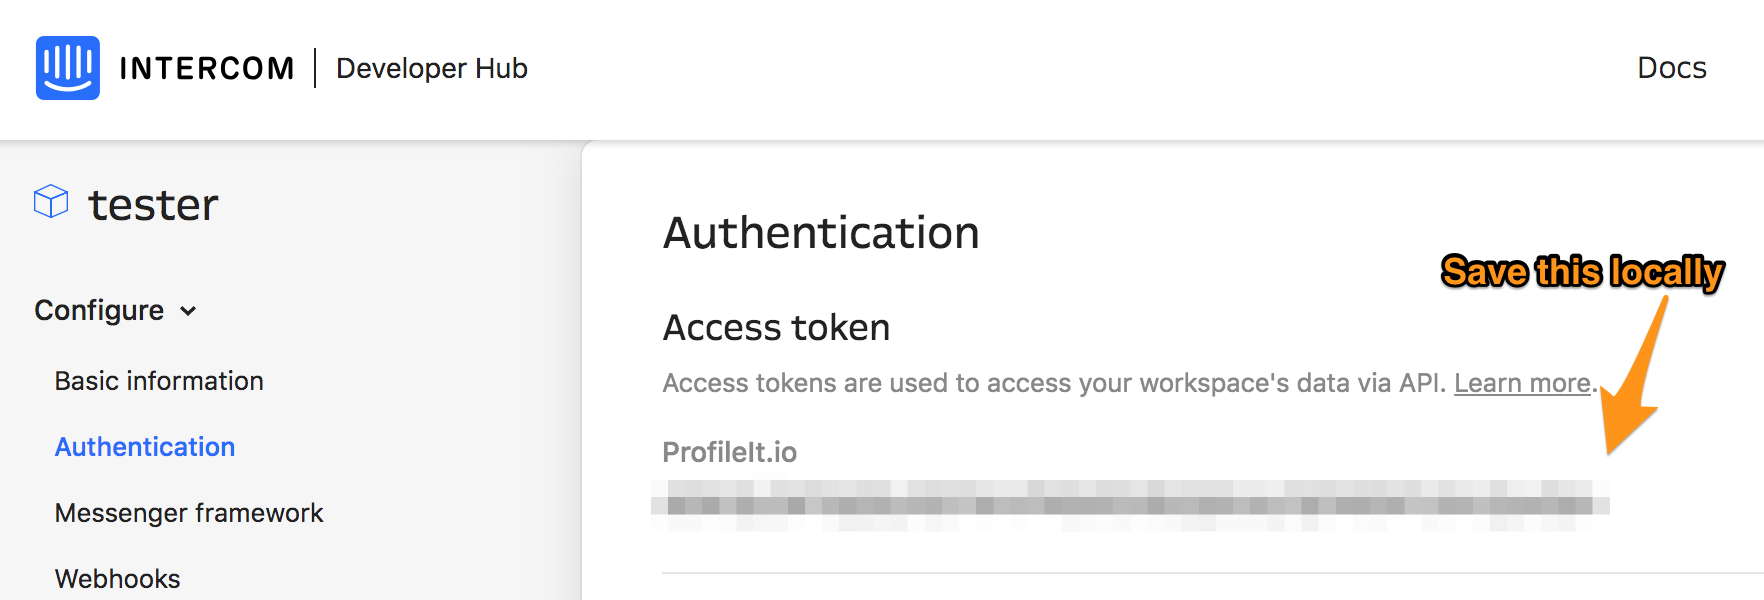 INTERCOM
Developer Hub
Docs
tester
Configure
Basic information
Authentication
Messenger framework
Webhooks
Authentication
Save this locally
Access token
Access tokens are used to access your workspace's data via API. Learn more.
ProfileIt.io